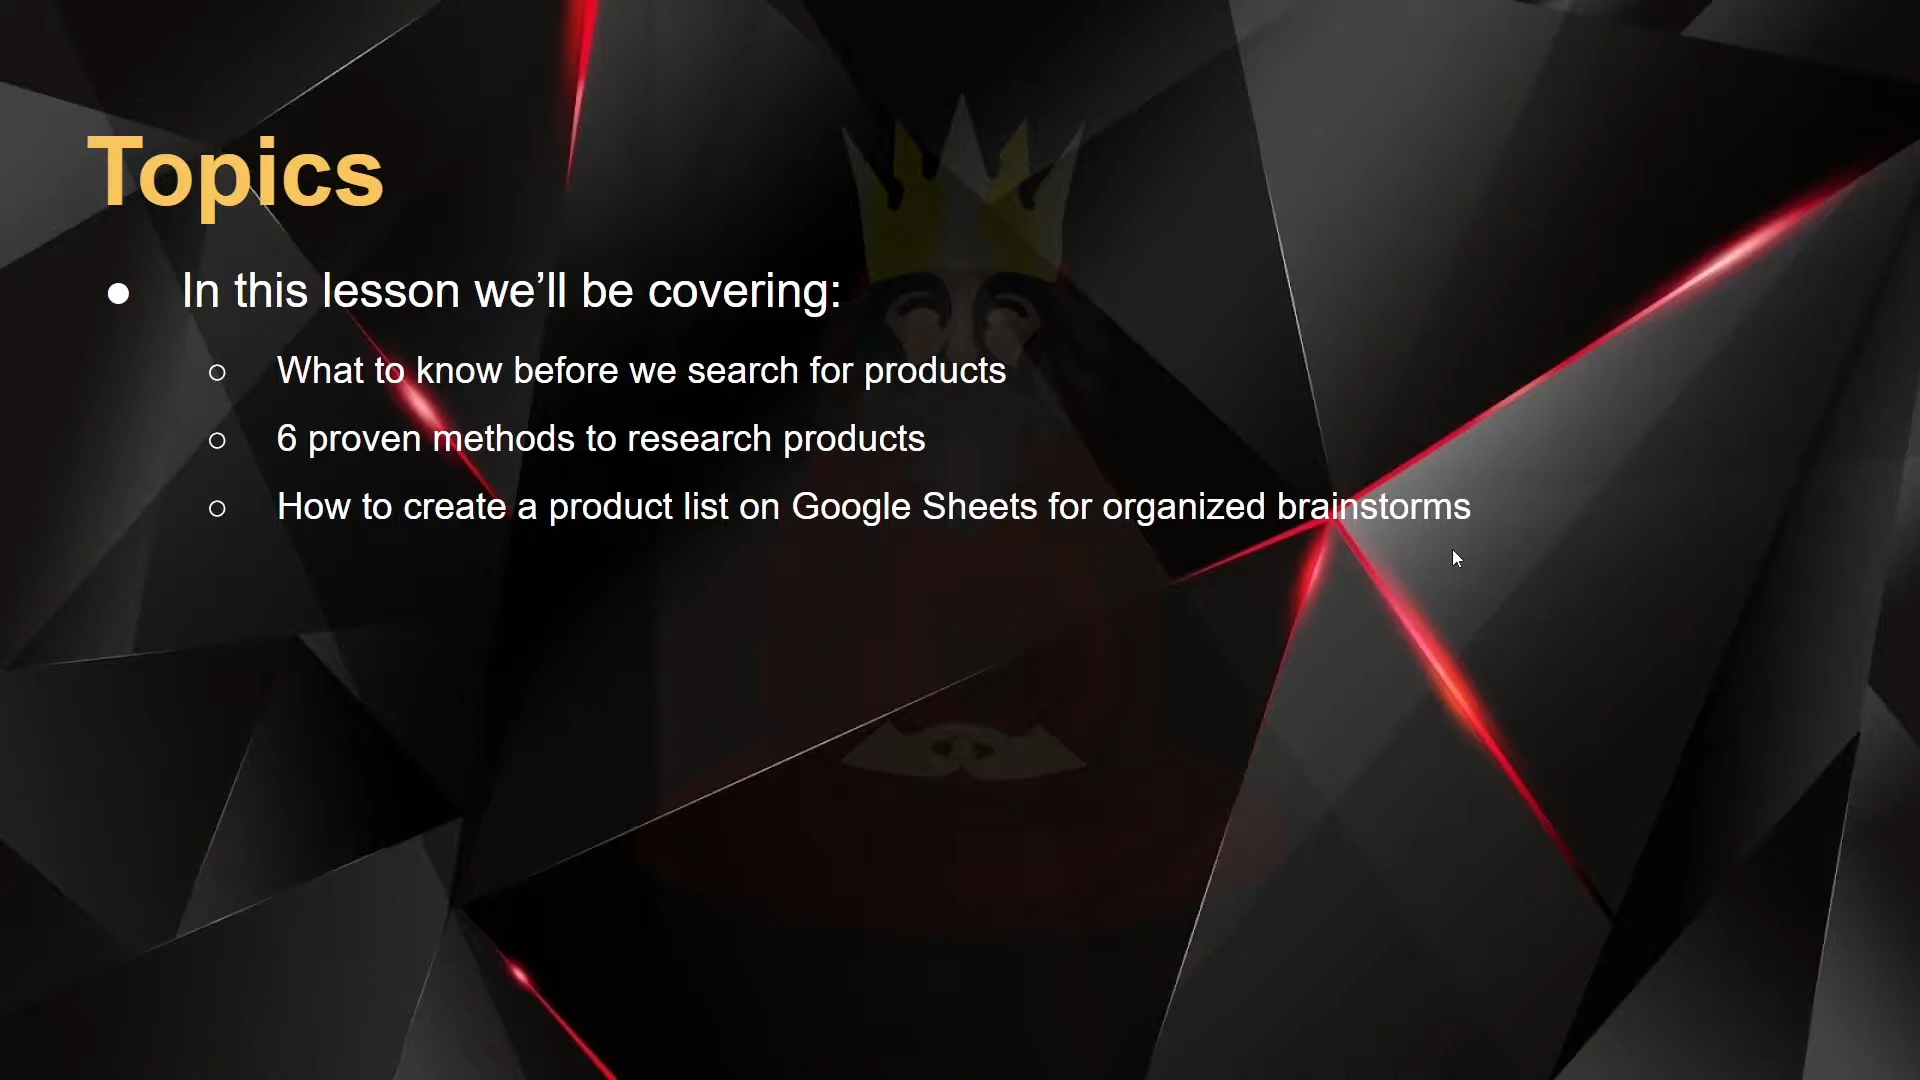 Topics
● In this lesson we’ll be covering:
○ What to know before we search for products
○ 6 proven methods to research products
○ How to create a product list on Google Sheets for organized brainstorms